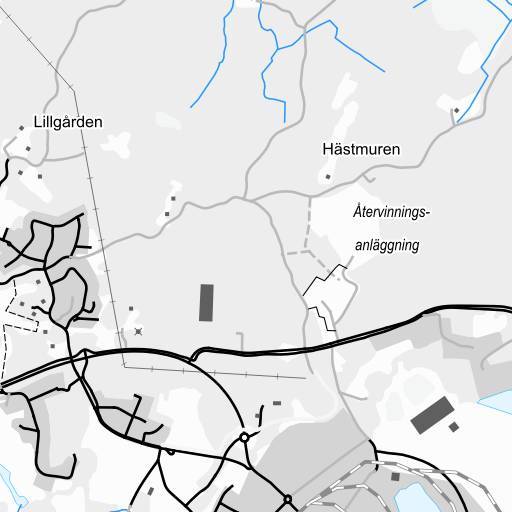 Lillgården
Hästmuren
Återvinnings-
anläggning